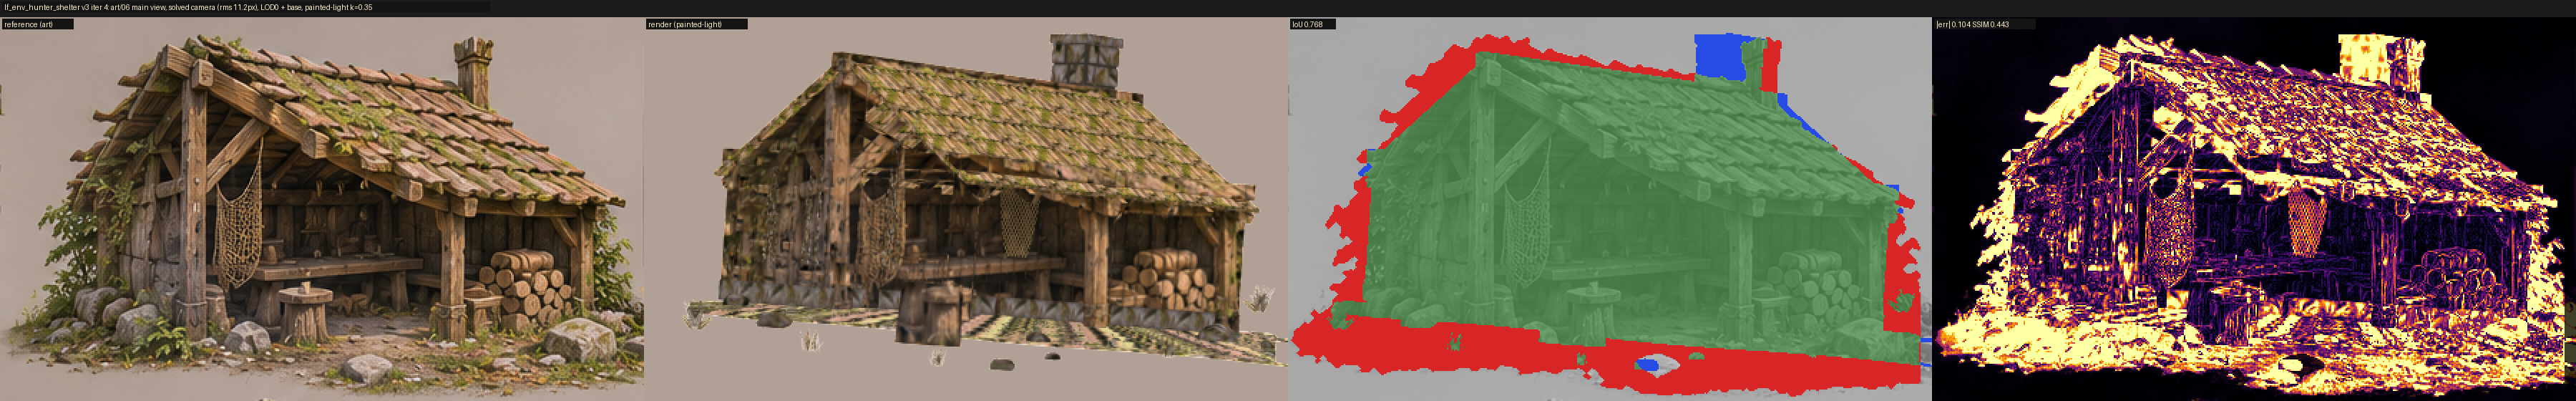 lf_env_hunter_shelter v3 iter 4: art/06 main view, solved camera (rms 11.2px), LOD0 + base, painted-light k=0.35
reference (art)
render (painted-light)
IoU 0.768
|err| 0.104 SSIM 0.443